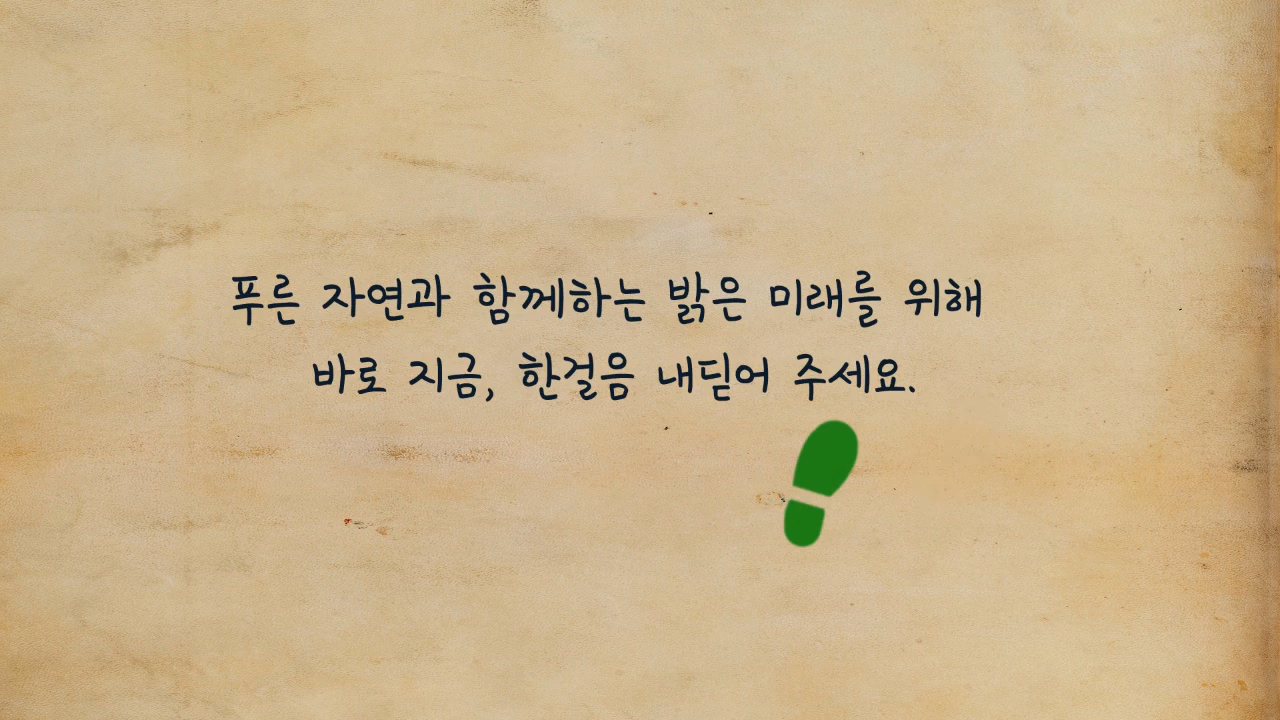 푸른 자연과 함께하는 밝은 미래를 위해
바로 지금, 한걸음 내딛어 주세요.